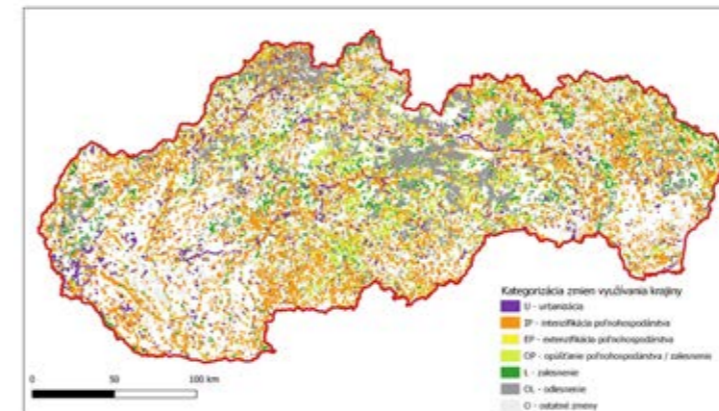 Kategorizácia zmien využívania krajiny
U - urbanizácia
IP - intenzifikácia poľnohospodárstva
EP - extenzifikácia poľnohospodárstva
OP - opúšťanie poľnohospodárstva / zalesnenie
L - zalesnenie
OL - odlesnenie
O - ostatné zmeny
0 50 100 km